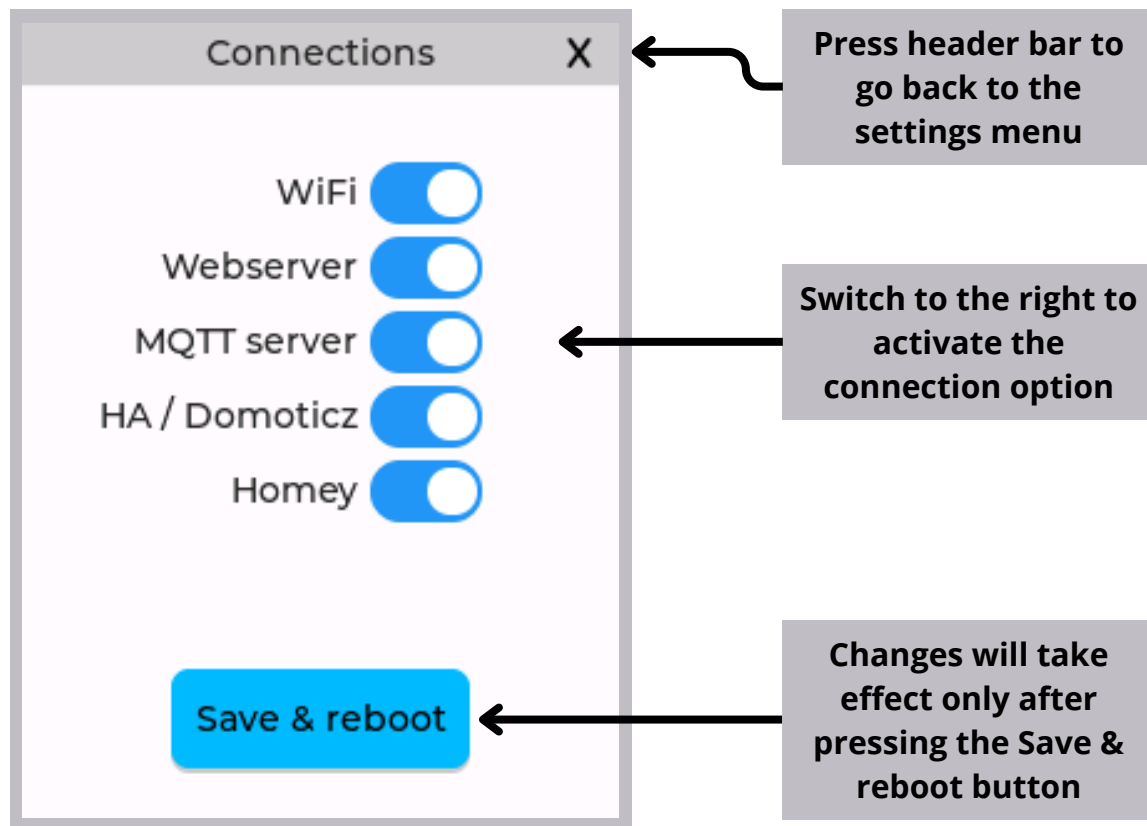 Connections X
WiFi
Webserver
MQTT server
HA / Domoticz
Homey
Save & reboot
Press header bar to
go back to the
settings menu
Switch to the right to
activate the
connection option
Changes will take
effect only after
pressing the Save &
reboot button